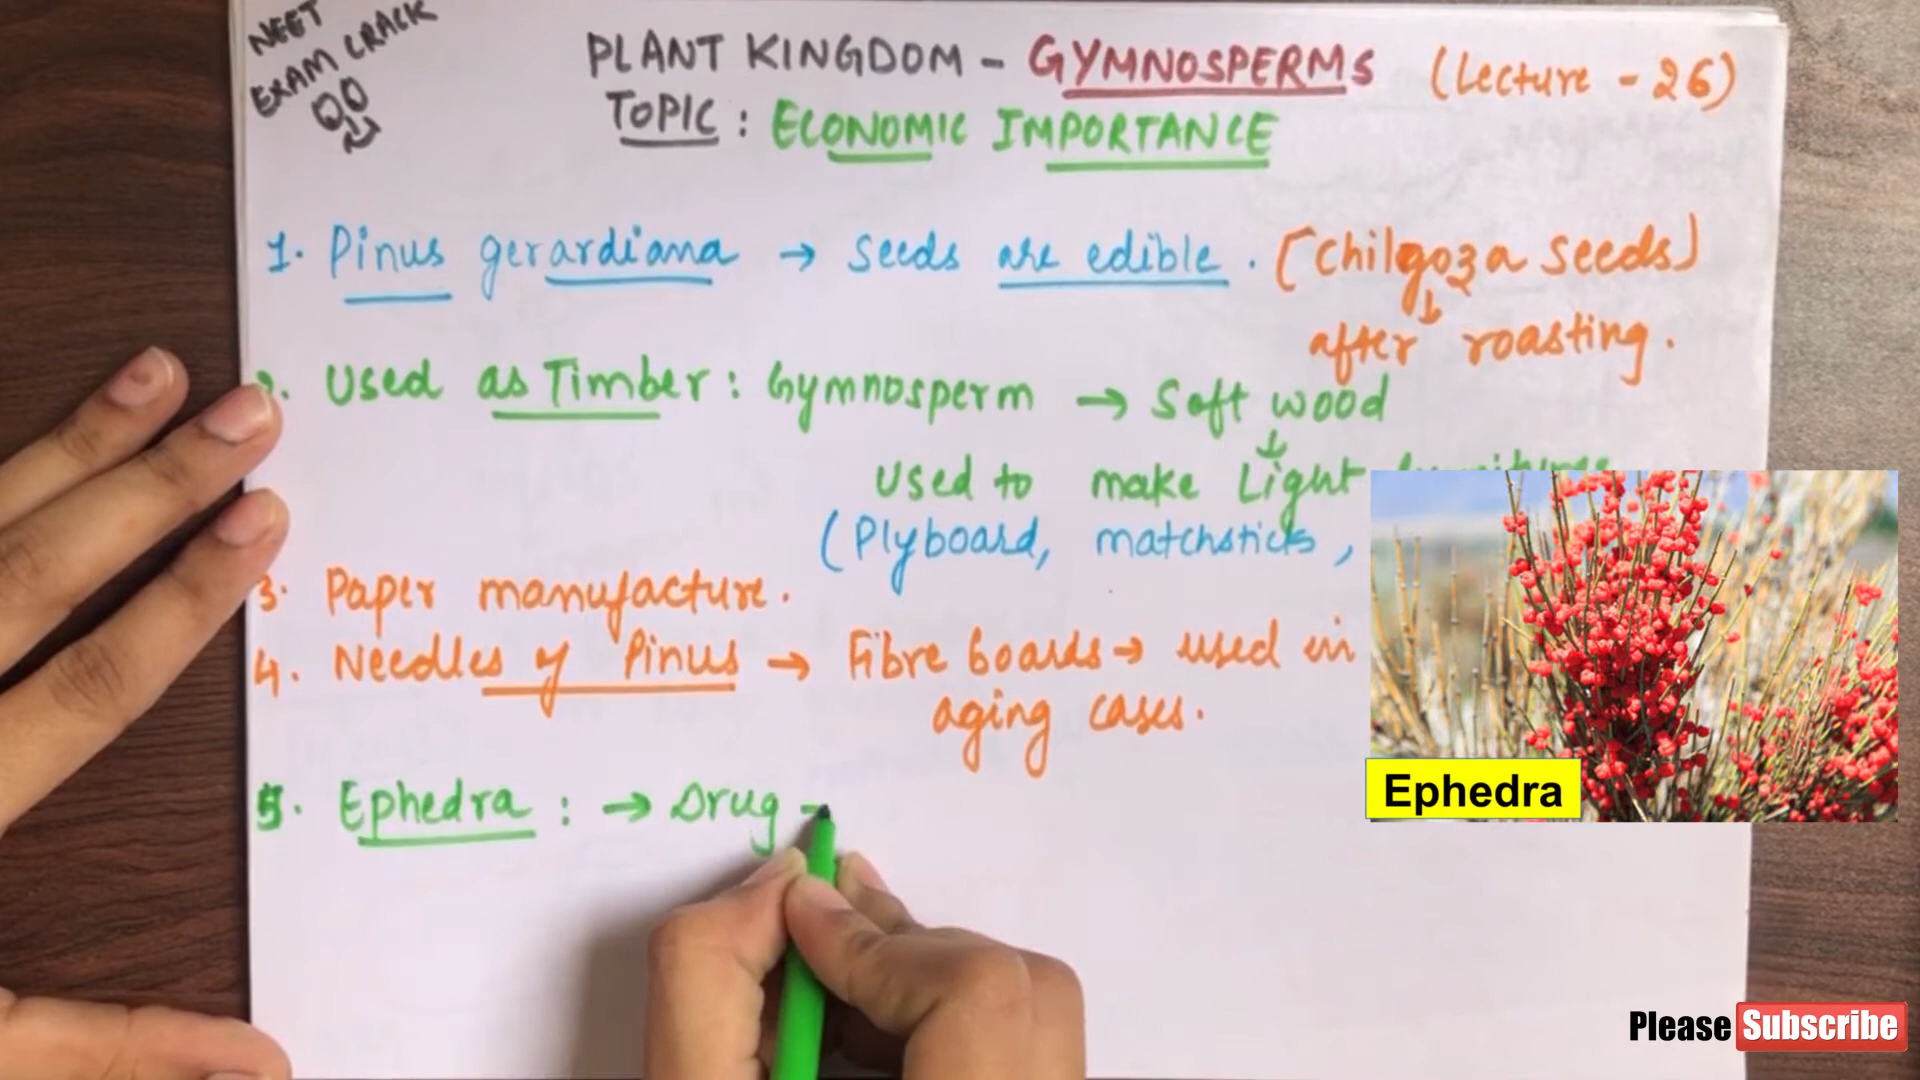 NEET
EXAM CRACK
PLANT KINGDOM - GYMNOSPERMS (Lecture - 26)
TOPIC : ECONOMIC IMPORTANCE
1. Pinus gerardiana → seeds are edible. (Chilgoza seeds)
↓
after roasting.
2. Used as Timber : Gymnosperm → Soft wood
↓
Used to make Light
(Plyboard, matchsticks,
3. Paper manufacture.
4. Needles of Pinus → Fibre boards → used in
aging cases.
5. Ephedra : → Drug
Ephedra
Please Subscribe